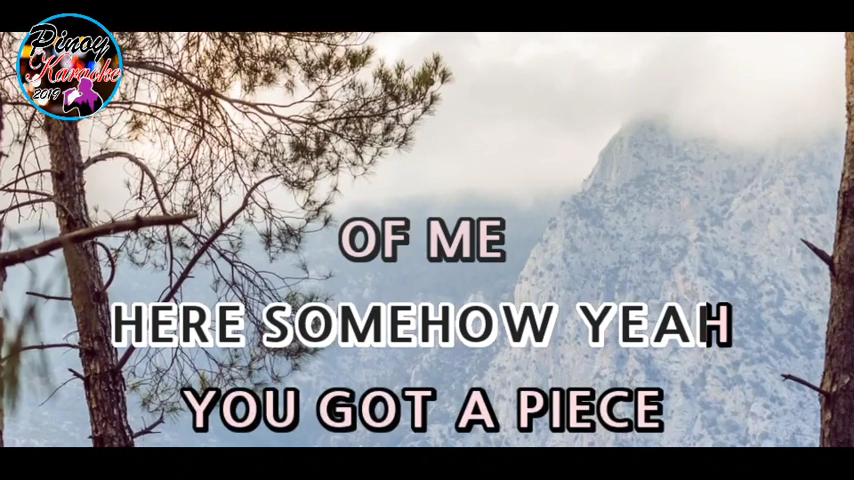 Pinoy
Karaoke
2019
OF ME
HERE SOMEHOW YEAH
YOU GOT A PIECE